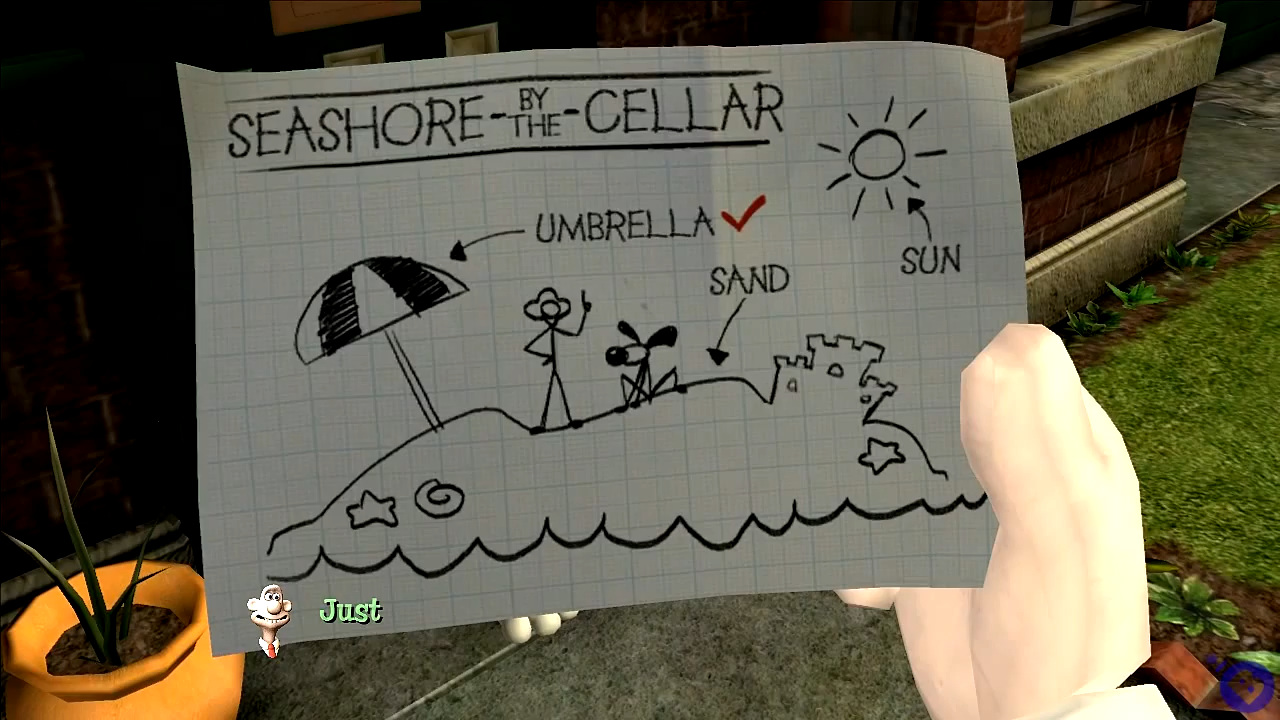 SEASHORE-BY THE-CELLAR
UMBRELLA
SAND
SUN
Just